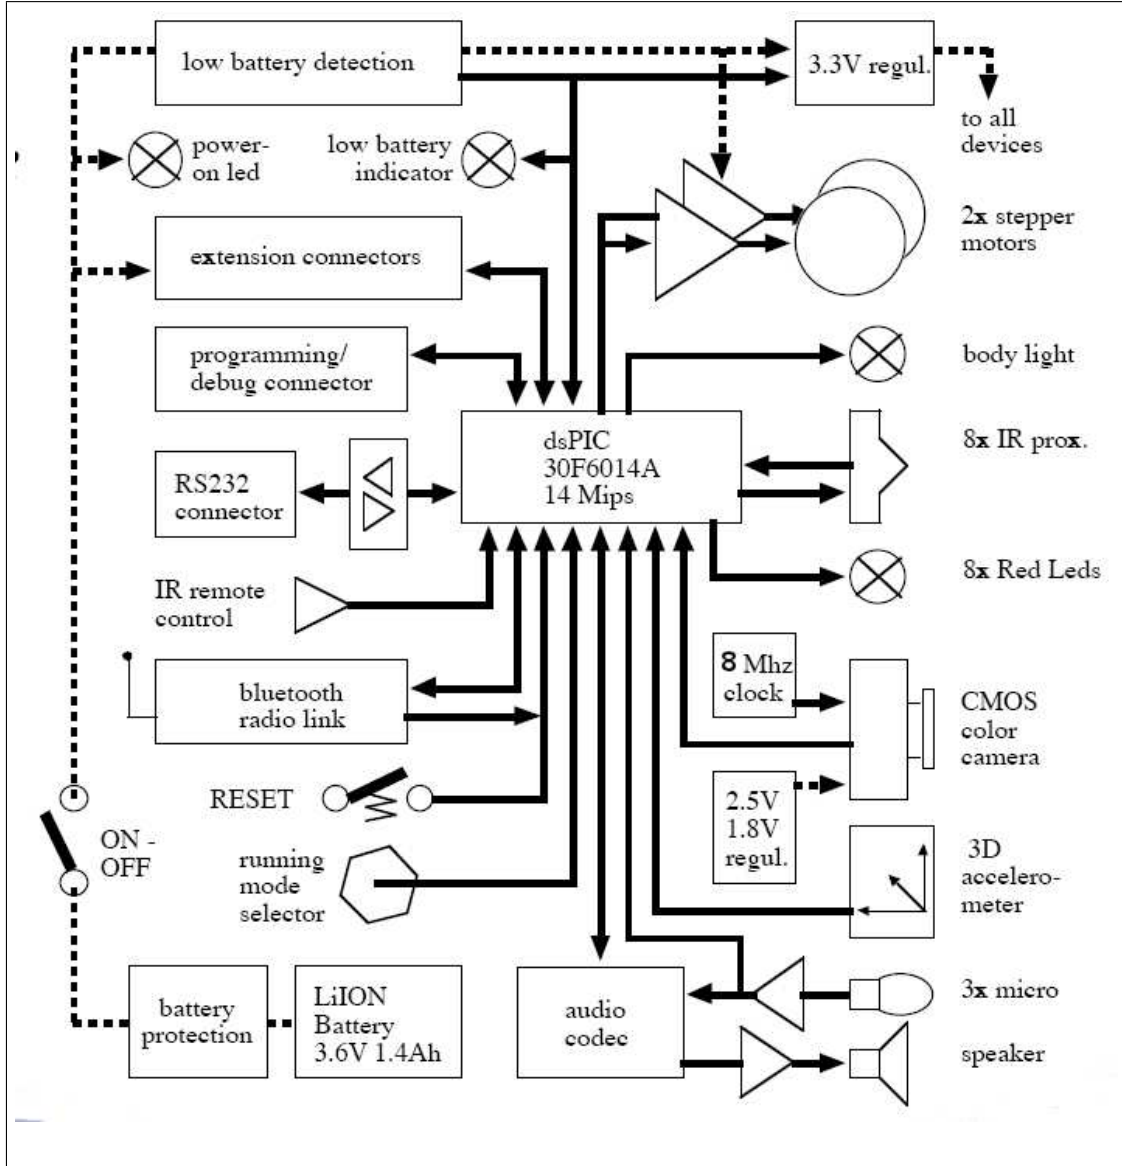 low battery detection
3.3V regul.
to all
devices
power-
on led
low battery
indicator
2x stepper
motors
extension connectors
programming/
debug connector
body light
dsPIC
30F6014A
14 Mips
8x IR prox.
RS232
connector
8x Red Leds
IR remote
control
8 Mhz
clock
bluetooth
radio link
CMOS
color
camera
RESET
2.5V
1.8V
regul.
ON -
OFF
running
mode
selector
3D
accelero-
meter
battery
protection
LiION
Battery
3.6V 1.4Ah
audio
codec
3x micro
speaker